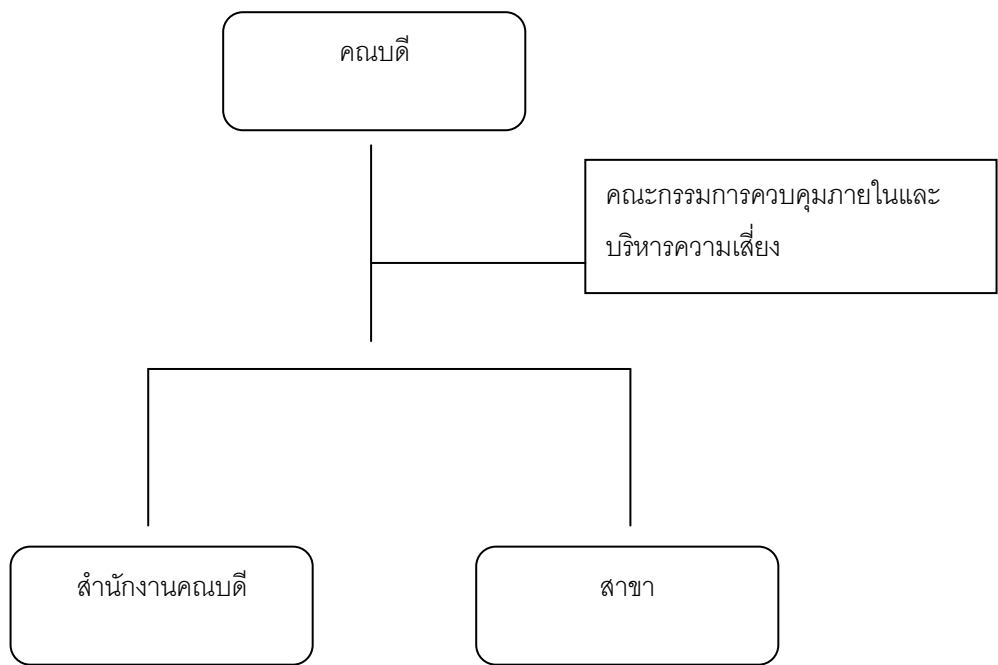 คณบดี
คณะกรรมการควบคุมภายในและ
บริหารความเสี่ยง
สำนักงานคณบดี
สาขา